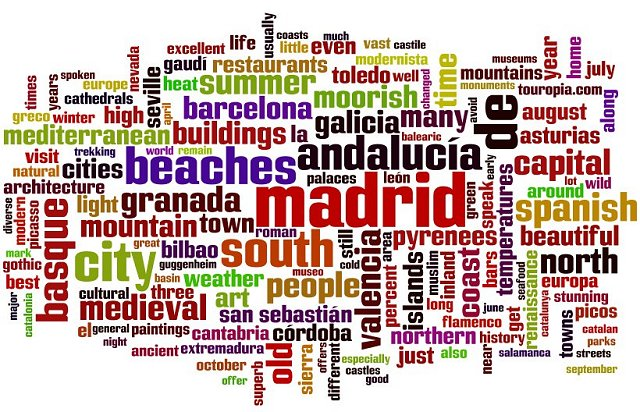 usually
coasts
much
life
little
even
vast
castile
excellent
museums
year
home
nevada
gaudí
restaurants
modernista
time
times
years
spoken
europe
heat
summer
toledo
well
changed
mountains
july
cathedrals
seville
april
moorish
monuments
touropia.com
along
greco
winter
high
barcelona
galicia
many
avoid
de
august
mediterranean
buildings
la
balearic
asturias
visit
trekking
world
remain
andalucía
early
capital
natural
cities
beaches
palaces
león
green
speak
lot
wild
architecture
around
diverse
modern
picasso
basque
light
granada
madrid
temperatures
spanish
mountain
town
roman
still
valencia
area
pyrenees
bars
beautiful
mark
gothic
city
great
bilbao
south
cold
islands
muslim
inland
coast
renaissance
seafood
north
best
basin
guggenheim
museo
weather
people
percent
long
catalunya
europa
major
catalonia
cultural
three
art
june
get
stunning
medieval
san sebastián
flamenco
towns
picos
el
general
paintings
cantabria
córdoba
northern
history
catalan
night
parks
ancient
extremadura
old
sierra
offers
different
especially
just
also
near
salamanca
streets
october
superb
castles
september
offer
good